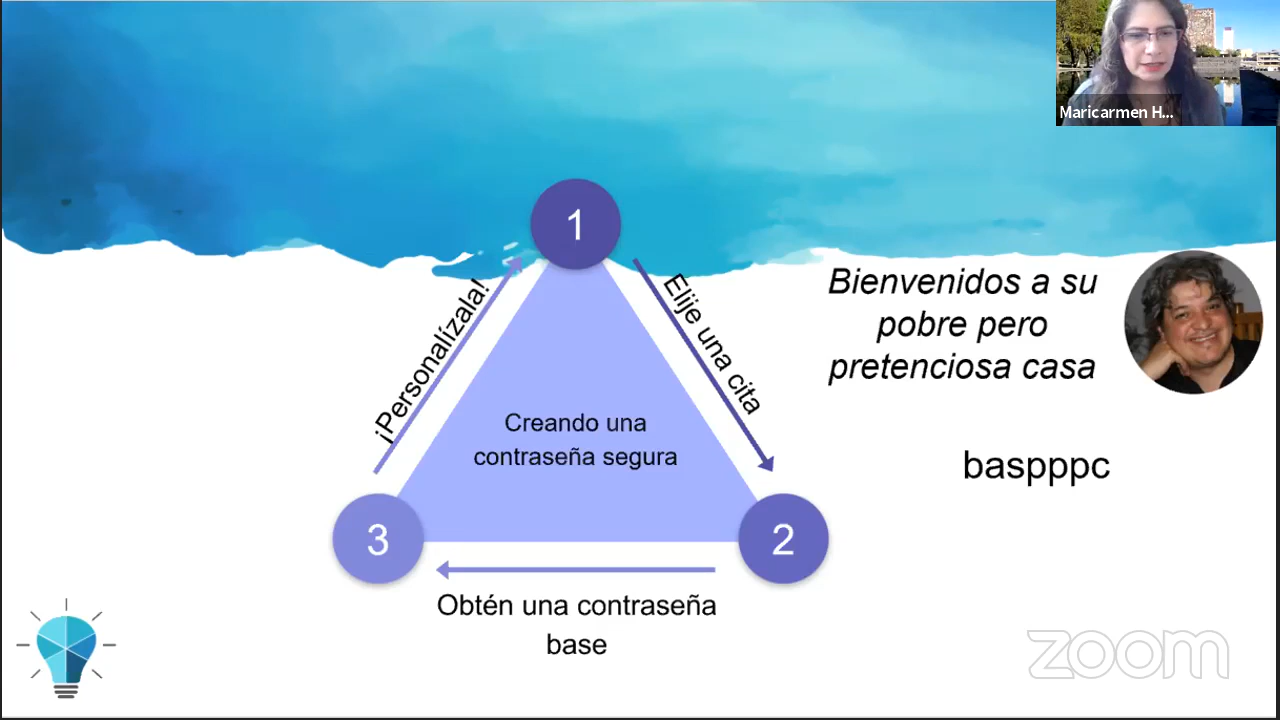 Maricarmen H...
1
¡Personalízala!
Elije una cita
Bienvenidos a su
pobre pero
pretenciosa casa
Creando una
contraseña segura
baspppc
3
2
Obtén una contraseña
base
zoom